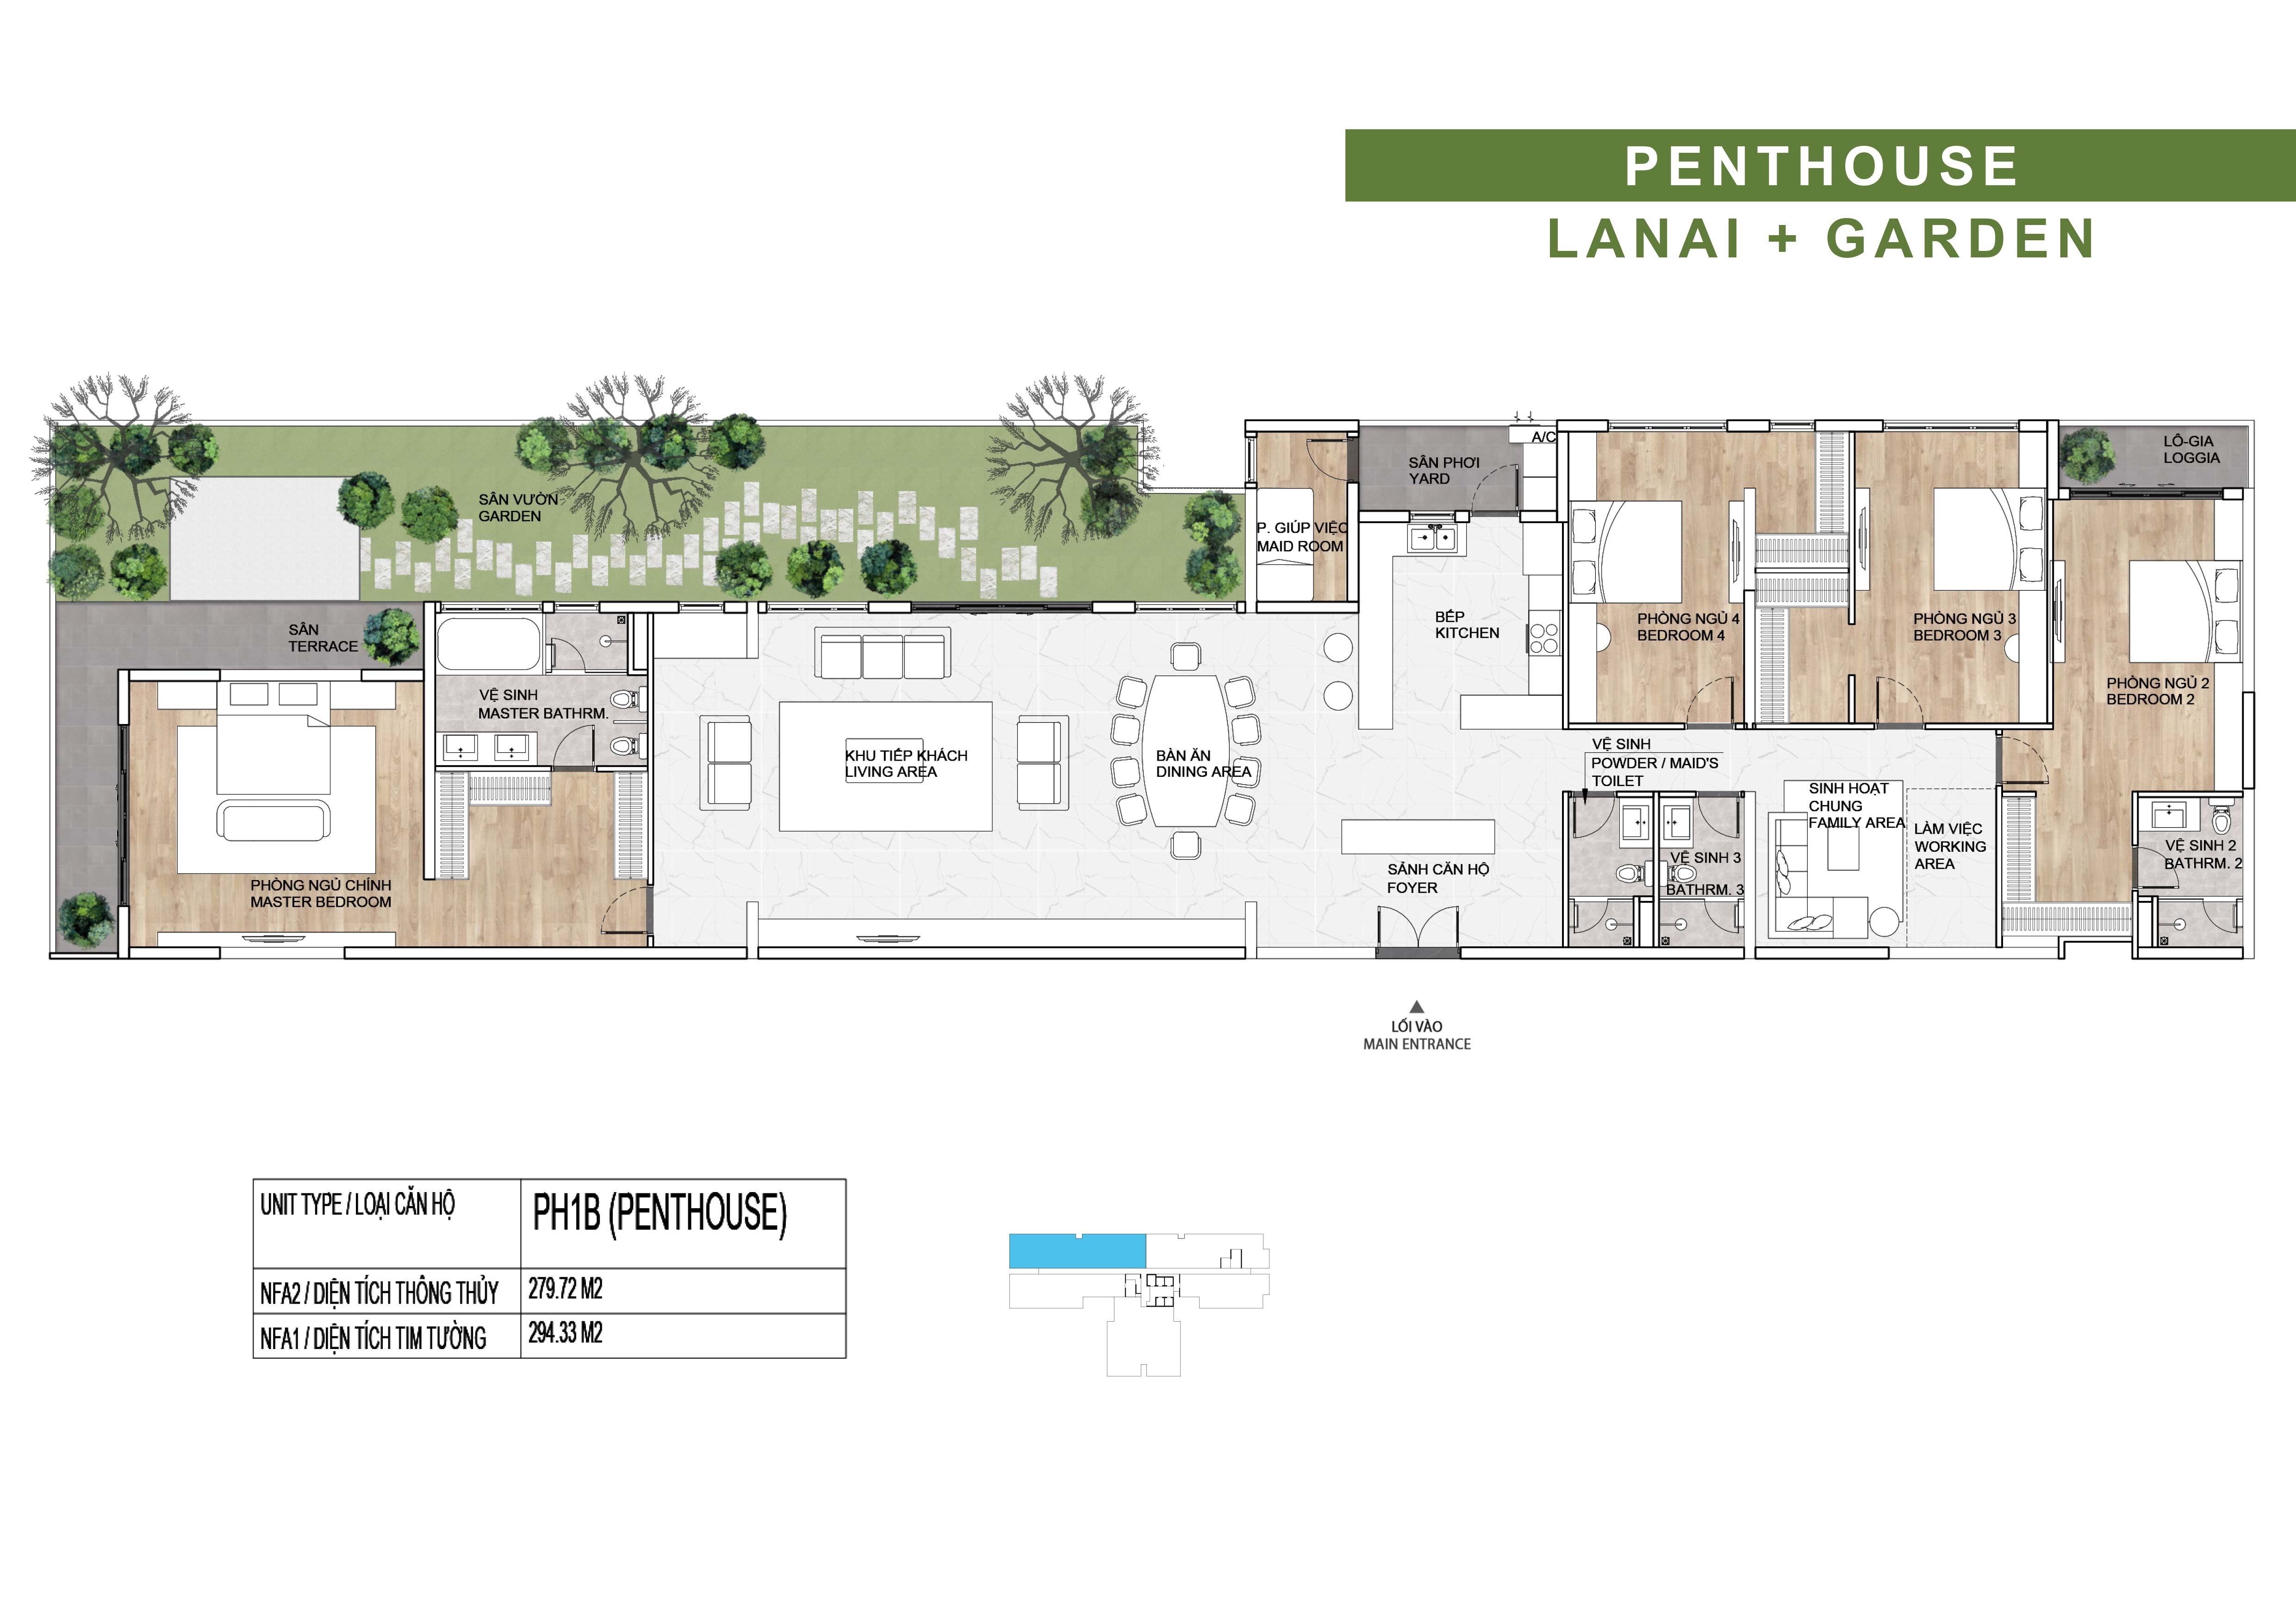 PENTHOUSE
LANAI + GARDEN
A/C
LÔ-GIA
LOGGIA
SÂN PHƠI
YARD
SÂN VƯỜN
GARDEN
P. GIÚP VIỆC
MAID ROOM
BẾP
KITCHEN
PHÒNG NGỦ 4
BEDROOM 4
PHÒNG NGỦ 3
BEDROOM 3
SÂN
TERRACE
PHÒNG NGỦ 2
BEDROOM 2
VỆ SINH
MASTER BATHRM.
KHU TIẾP KHÁCH
LIVING AREA
BÀN ĂN
DINING AREA
VỆ SINH
POWDER / MAID'S
TOILET
SINH HOẠT
CHUNG
FAMILY AREA
LÀM VIỆC
WORKING
AREA
VỆ SINH 2
BATHRM. 2
VỆ SINH 3
BATHRM. 3
SẢNH CĂN HỘ
FOYER
PHÒNG NGỦ CHÍNH
MASTER BEDROOM
LỐI VÀO
MAIN ENTRANCE
UNIT TYPE / LOẠI CĂN HỘ
PH1B (PENTHOUSE)
NFA2 / DIỆN TÍCH THÔNG THỦY
279.72 M2
NFA1 / DIỆN TÍCH TIM TƯỜNG
294.33 M2